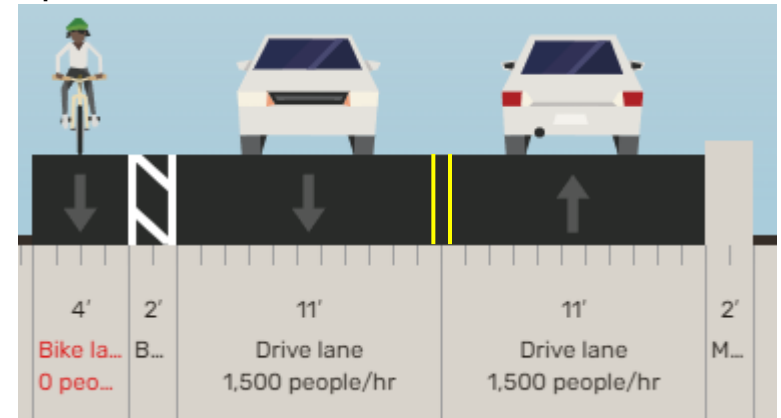 4′ 2′ 11′ 11′ 2′
Bike la... B... Drive lane Drive lane M...
0 peo... 1,500 people/hr 1,500 people/hr